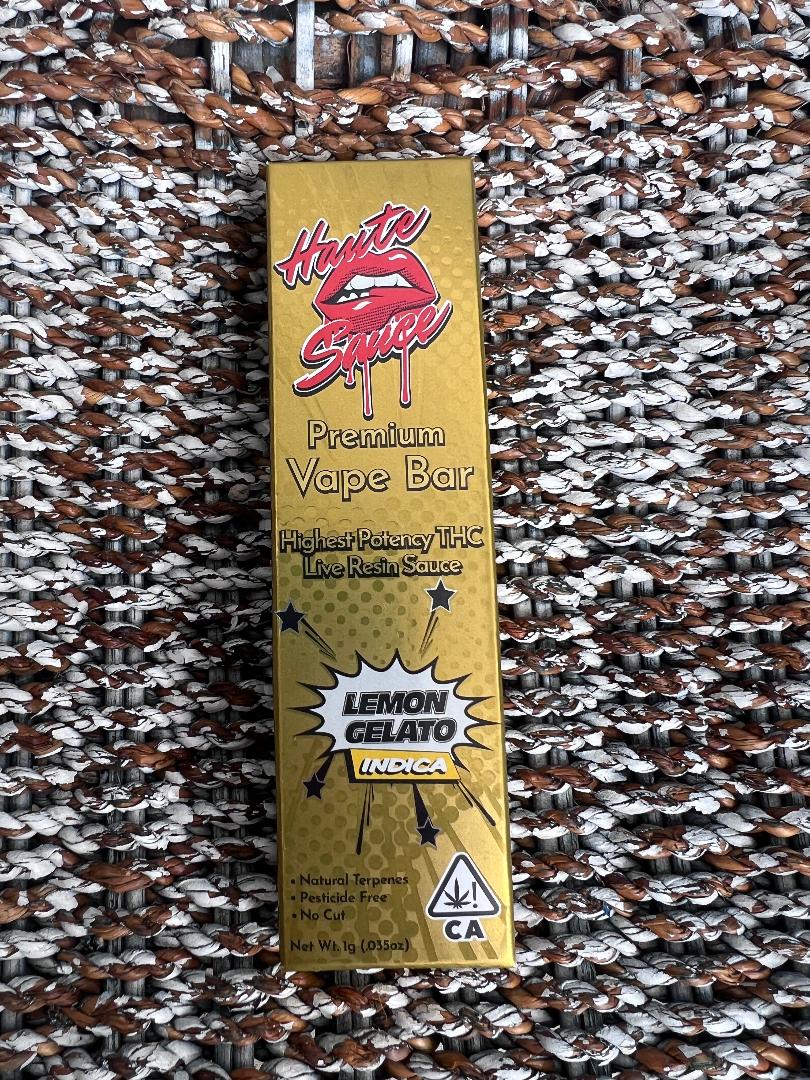 Haute
Sauce
Premium
Vape Bar
Highest Potency THC
Live Resin Sauce
LEMON
GELATO
INDICA
• Natural Terpenes
• Pesticide Free
• No Cut
!
CA
Net Wt. 1g (.035oz)